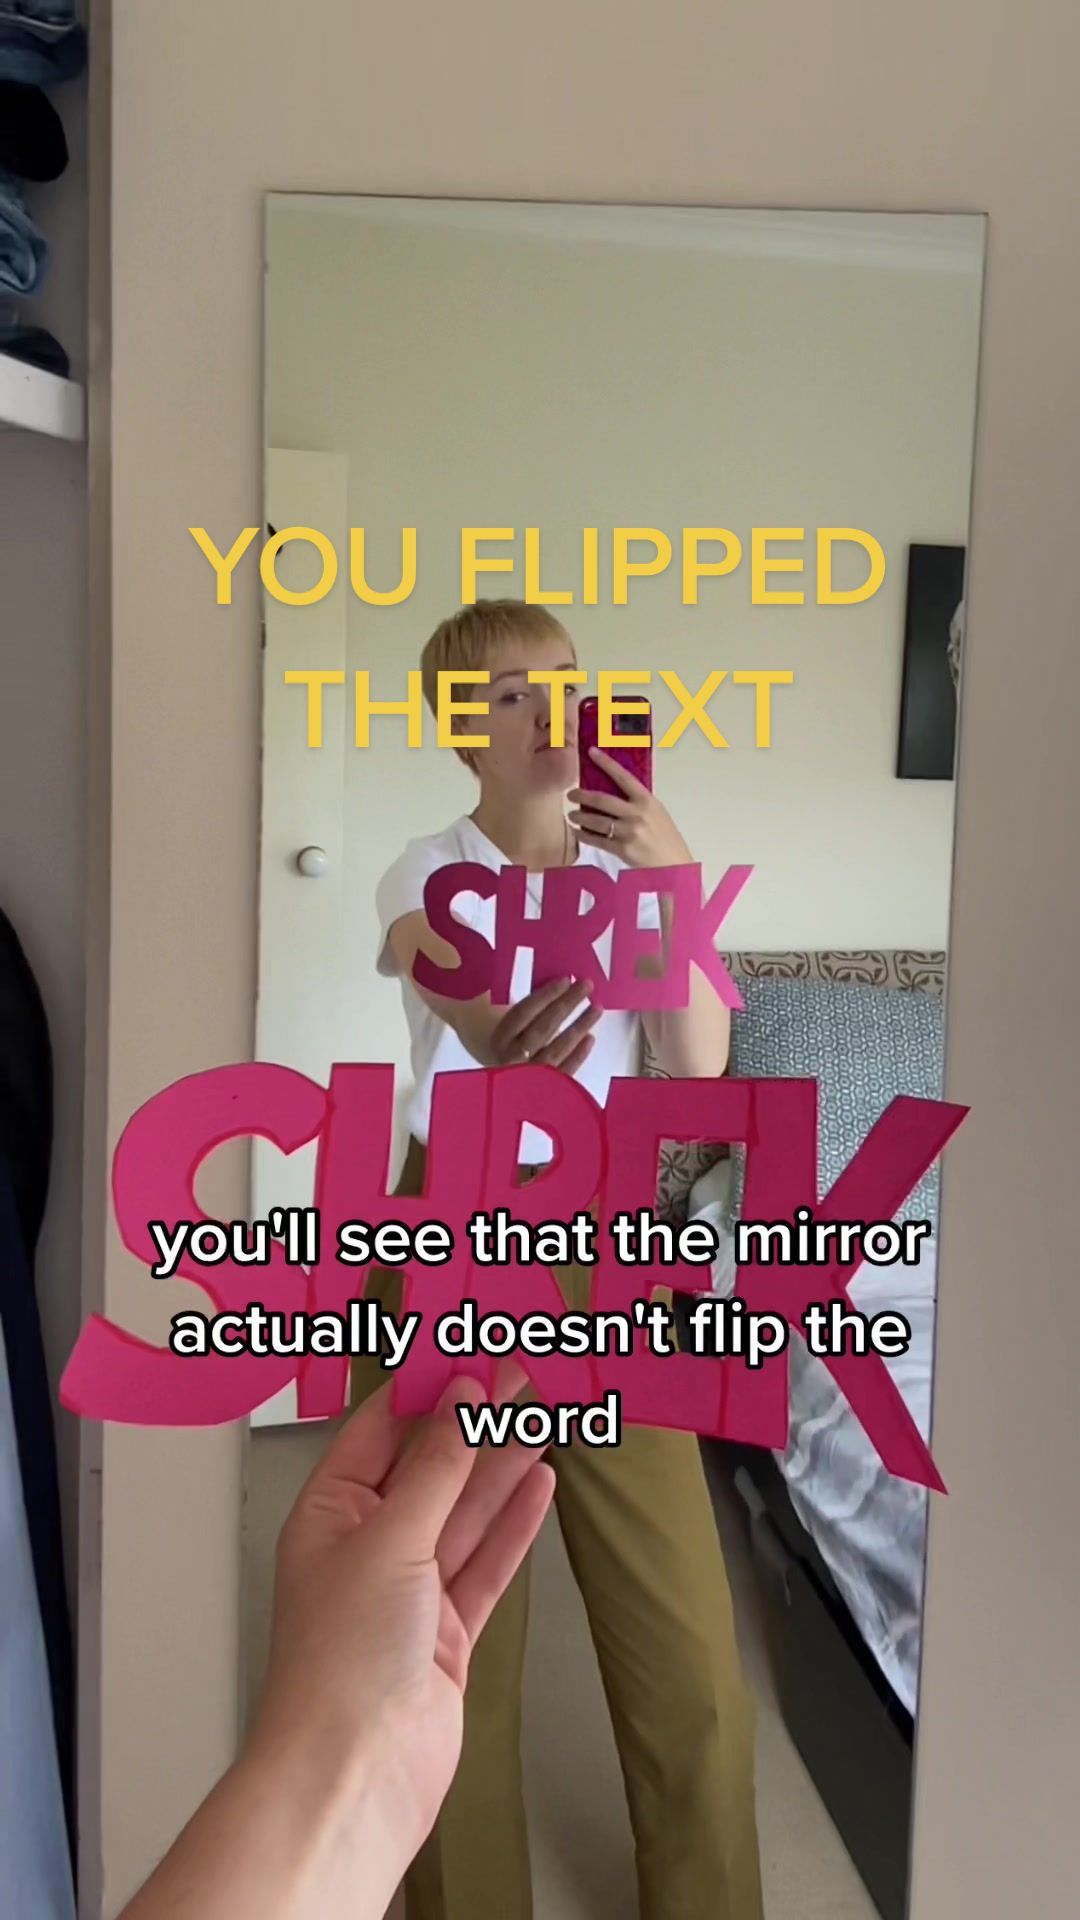 YOU FLIPPED
THE TEXT
SHREK
SHREK
you'll see that the mirror
actually doesn't flip the
word